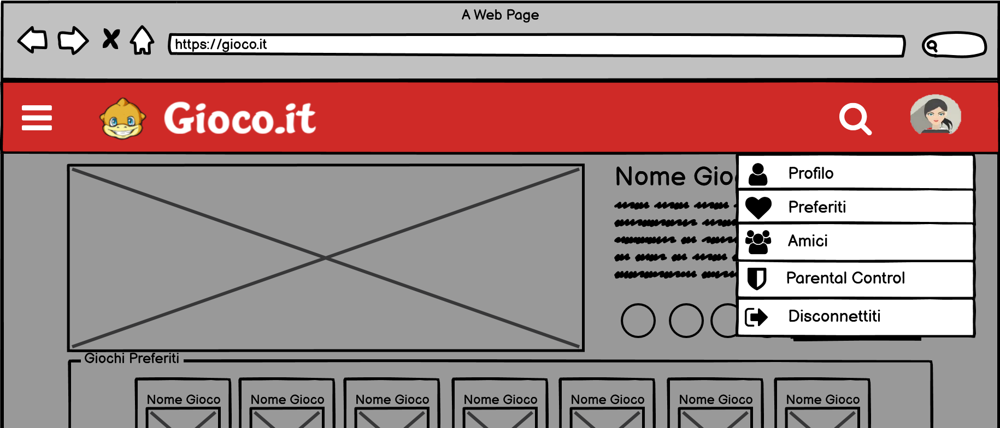 A Web Page
https://gioco.it
Gioco.it
Nome
Profilo
Preferiti
Amici
Parental Control
Disconnettiti
Giochi Preferiti
Nome Gioco
Nome Gioco
Nome Gioco
Nome Gioco
Nome Gioco
Nome Gioco
Nome Gioco